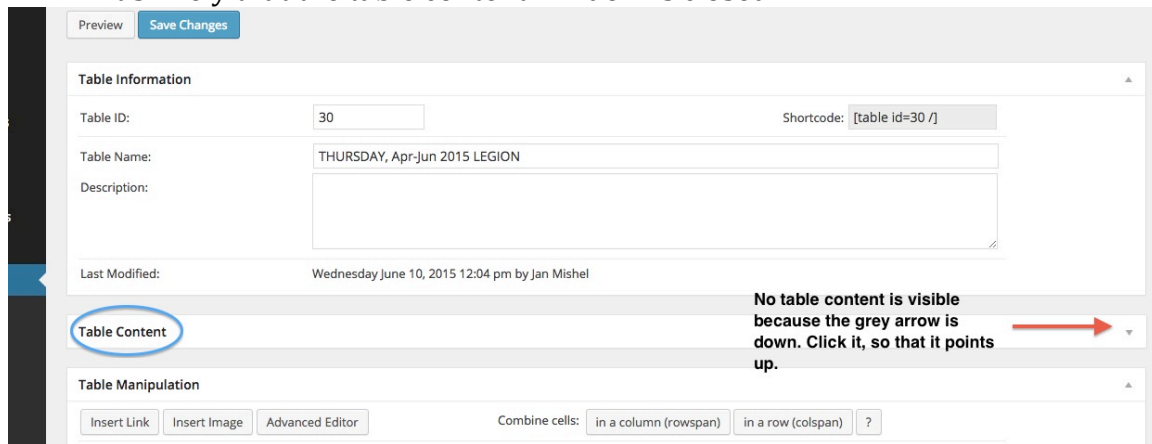 Preview Save Changes
Table Information
Table ID: 30 Shortcode: [table id=30 /]
Table Name: THURSDAY, Apr-Jun 2015 LEGION
Description:
Last Modified: Wednesday June 10, 2015 12:04 pm by Jan Mishel
No table content is visible
because the grey arrow is
down. Click it, so that it points
up.
Table Content
Table Manipulation
Insert Link Insert Image Advanced Editor Combine cells: in a column (rowspan) in a row (colspan) ?